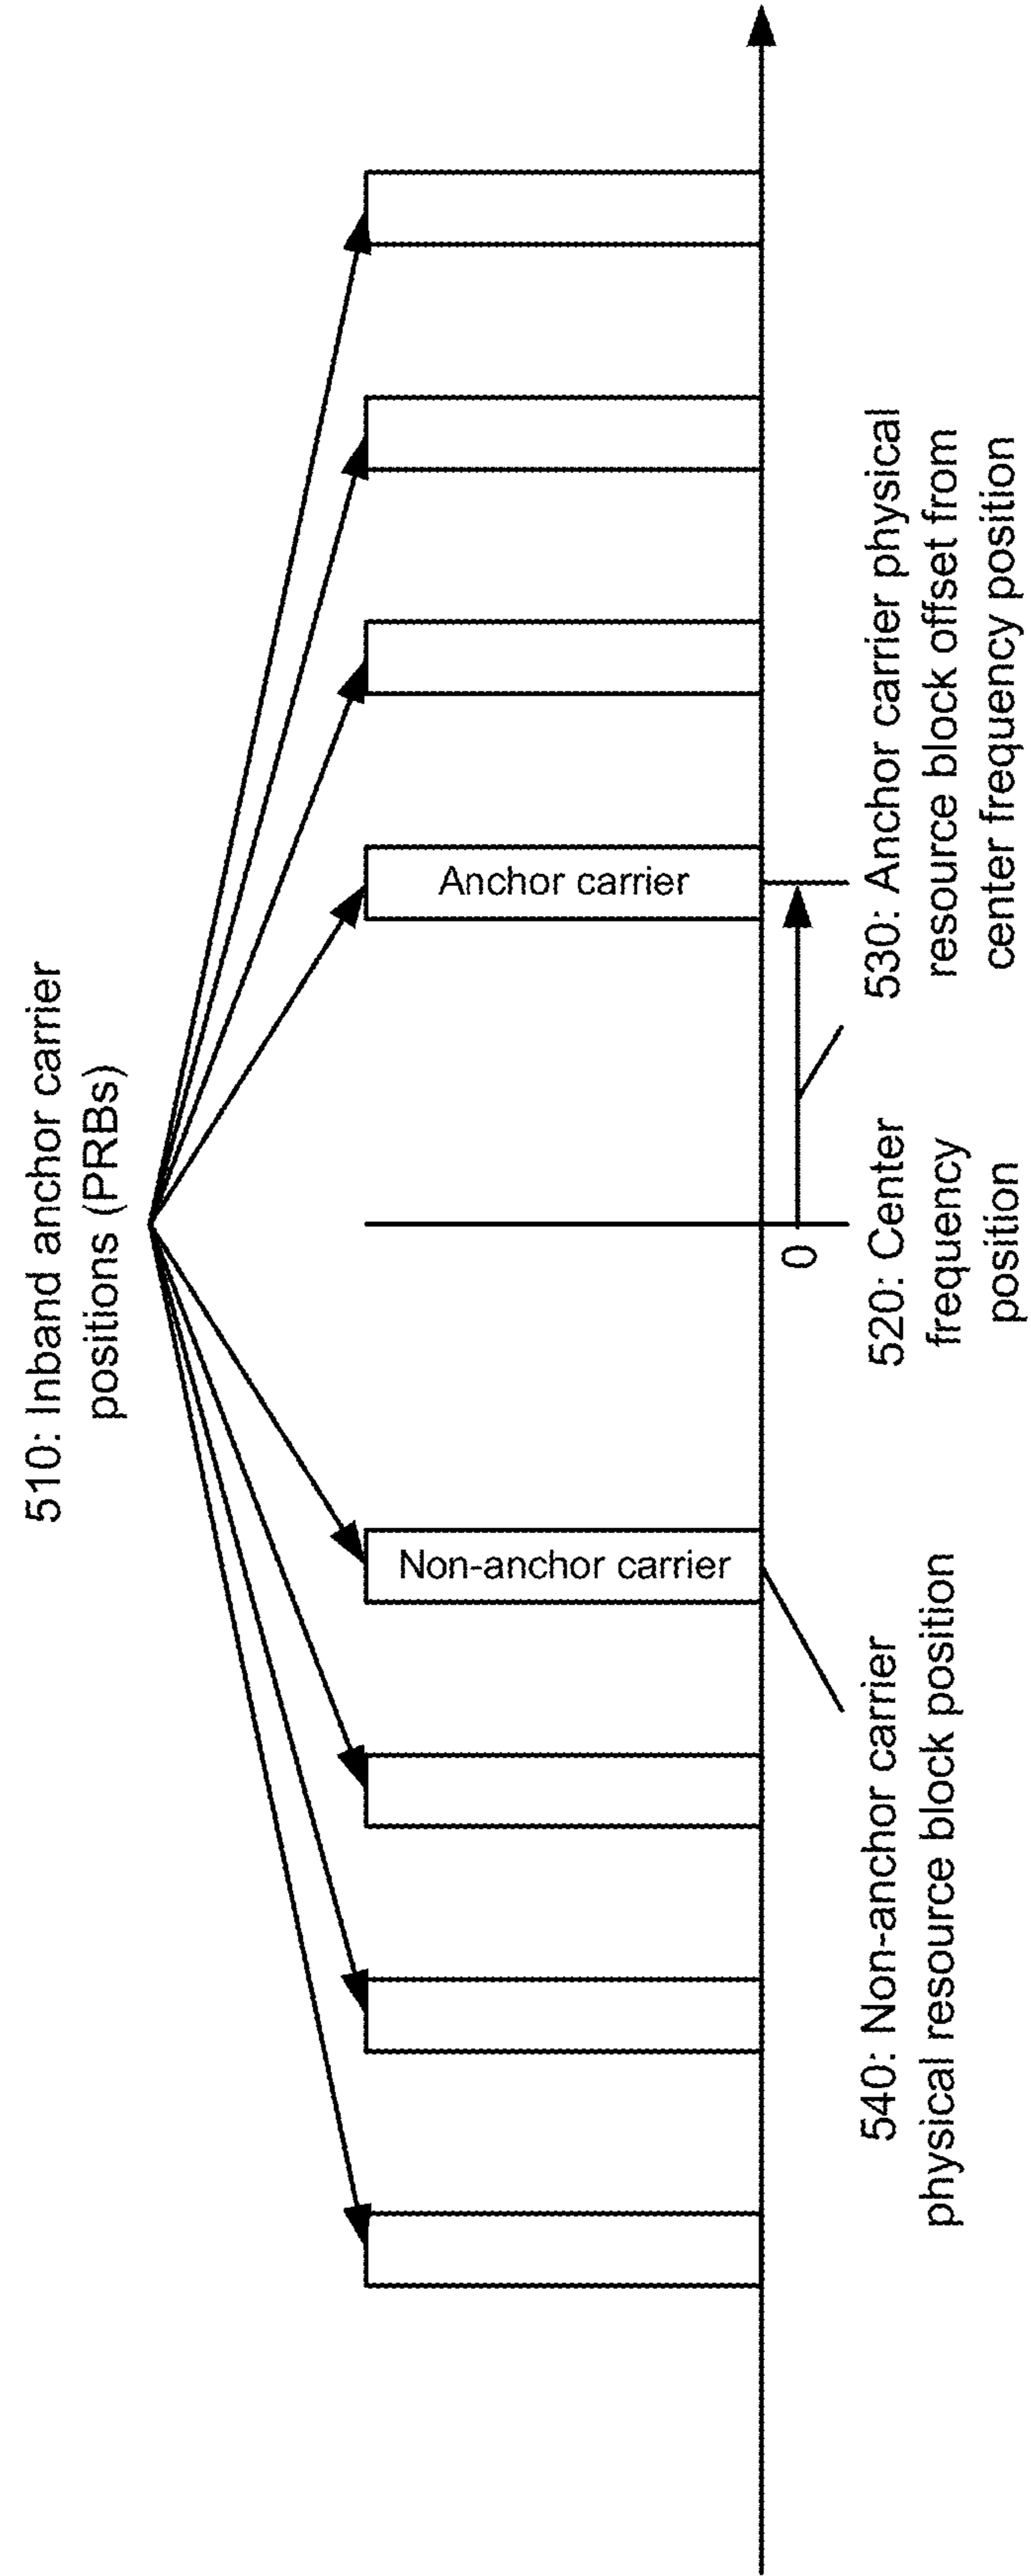 510: Inband anchor carrier
positions (PRBs)
Non-anchor carrier
Anchor carrier
0
540: Non-anchor carrier
physical resource block position
520: Center
frequency
position
530: Anchor carrier physical
resource block offset from
center frequency position